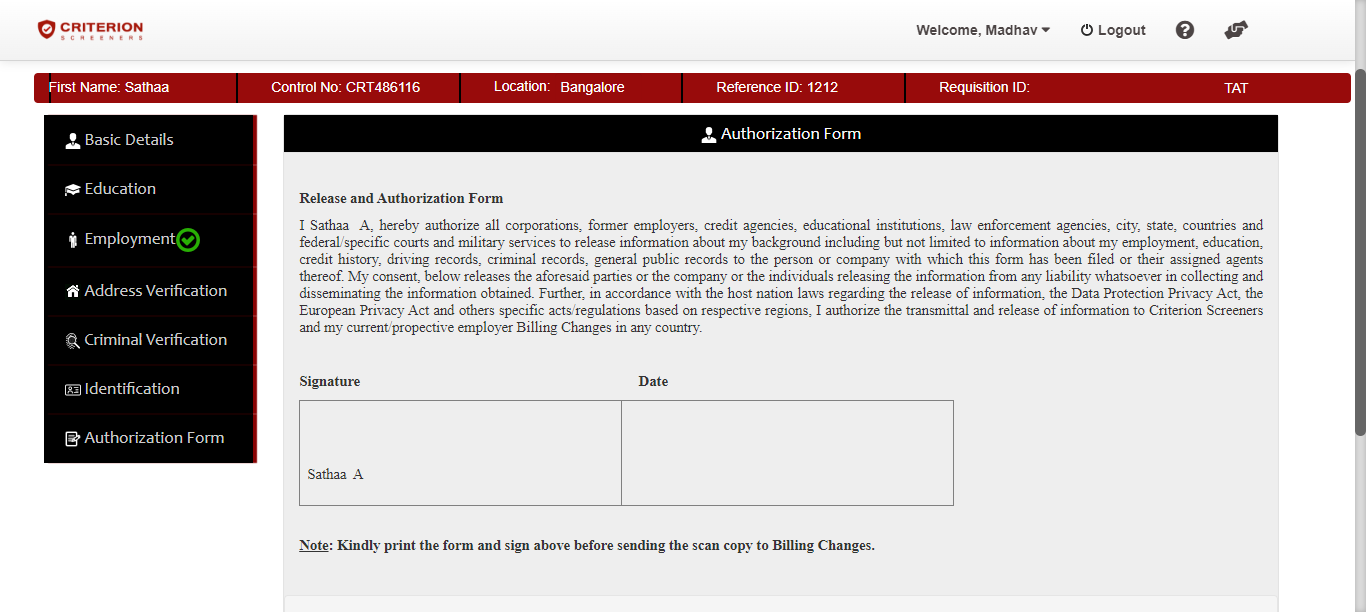 CRITERION
SCREENERS
Welcome, Madhav
Logout
First Name: Sathaa
Control No: CRT486116
Location: Bangalore
Reference ID: 1212
Requisition ID:
TAT
Basic Details
Education
Employment
Address Verification
Criminal Verification
Identification
Authorization Form
Authorization Form
Release and Authorization Form
I Sathaa A, hereby authorize all corporations, former employers, credit agencies, educational institutions, law enforcement agencies, city, state, countries and
federal/specific courts and military services to release information about my background including but not limited to information about my employment, education,
credit history, driving records, criminal records, general public records to the person or company with which this form has been filed or their assigned agents
thereof. My consent, below releases the aforesaid parties or the company or the individuals releasing the information from any liability whatsoever in collecting and
disseminating the information obtained. Further, in accordance with the host nation laws regarding the release of information, the Data Protection Privacy Act, the
European Privacy Act and others specific acts/regulations based on respective regions, I authorize the transmittal and release of information to Criterion Screeners
and my current/propective employer Billing Changes in any country.
Signature
Date
Sathaa A
Note: Kindly print the form and sign above before sending the scan copy to Billing Changes.